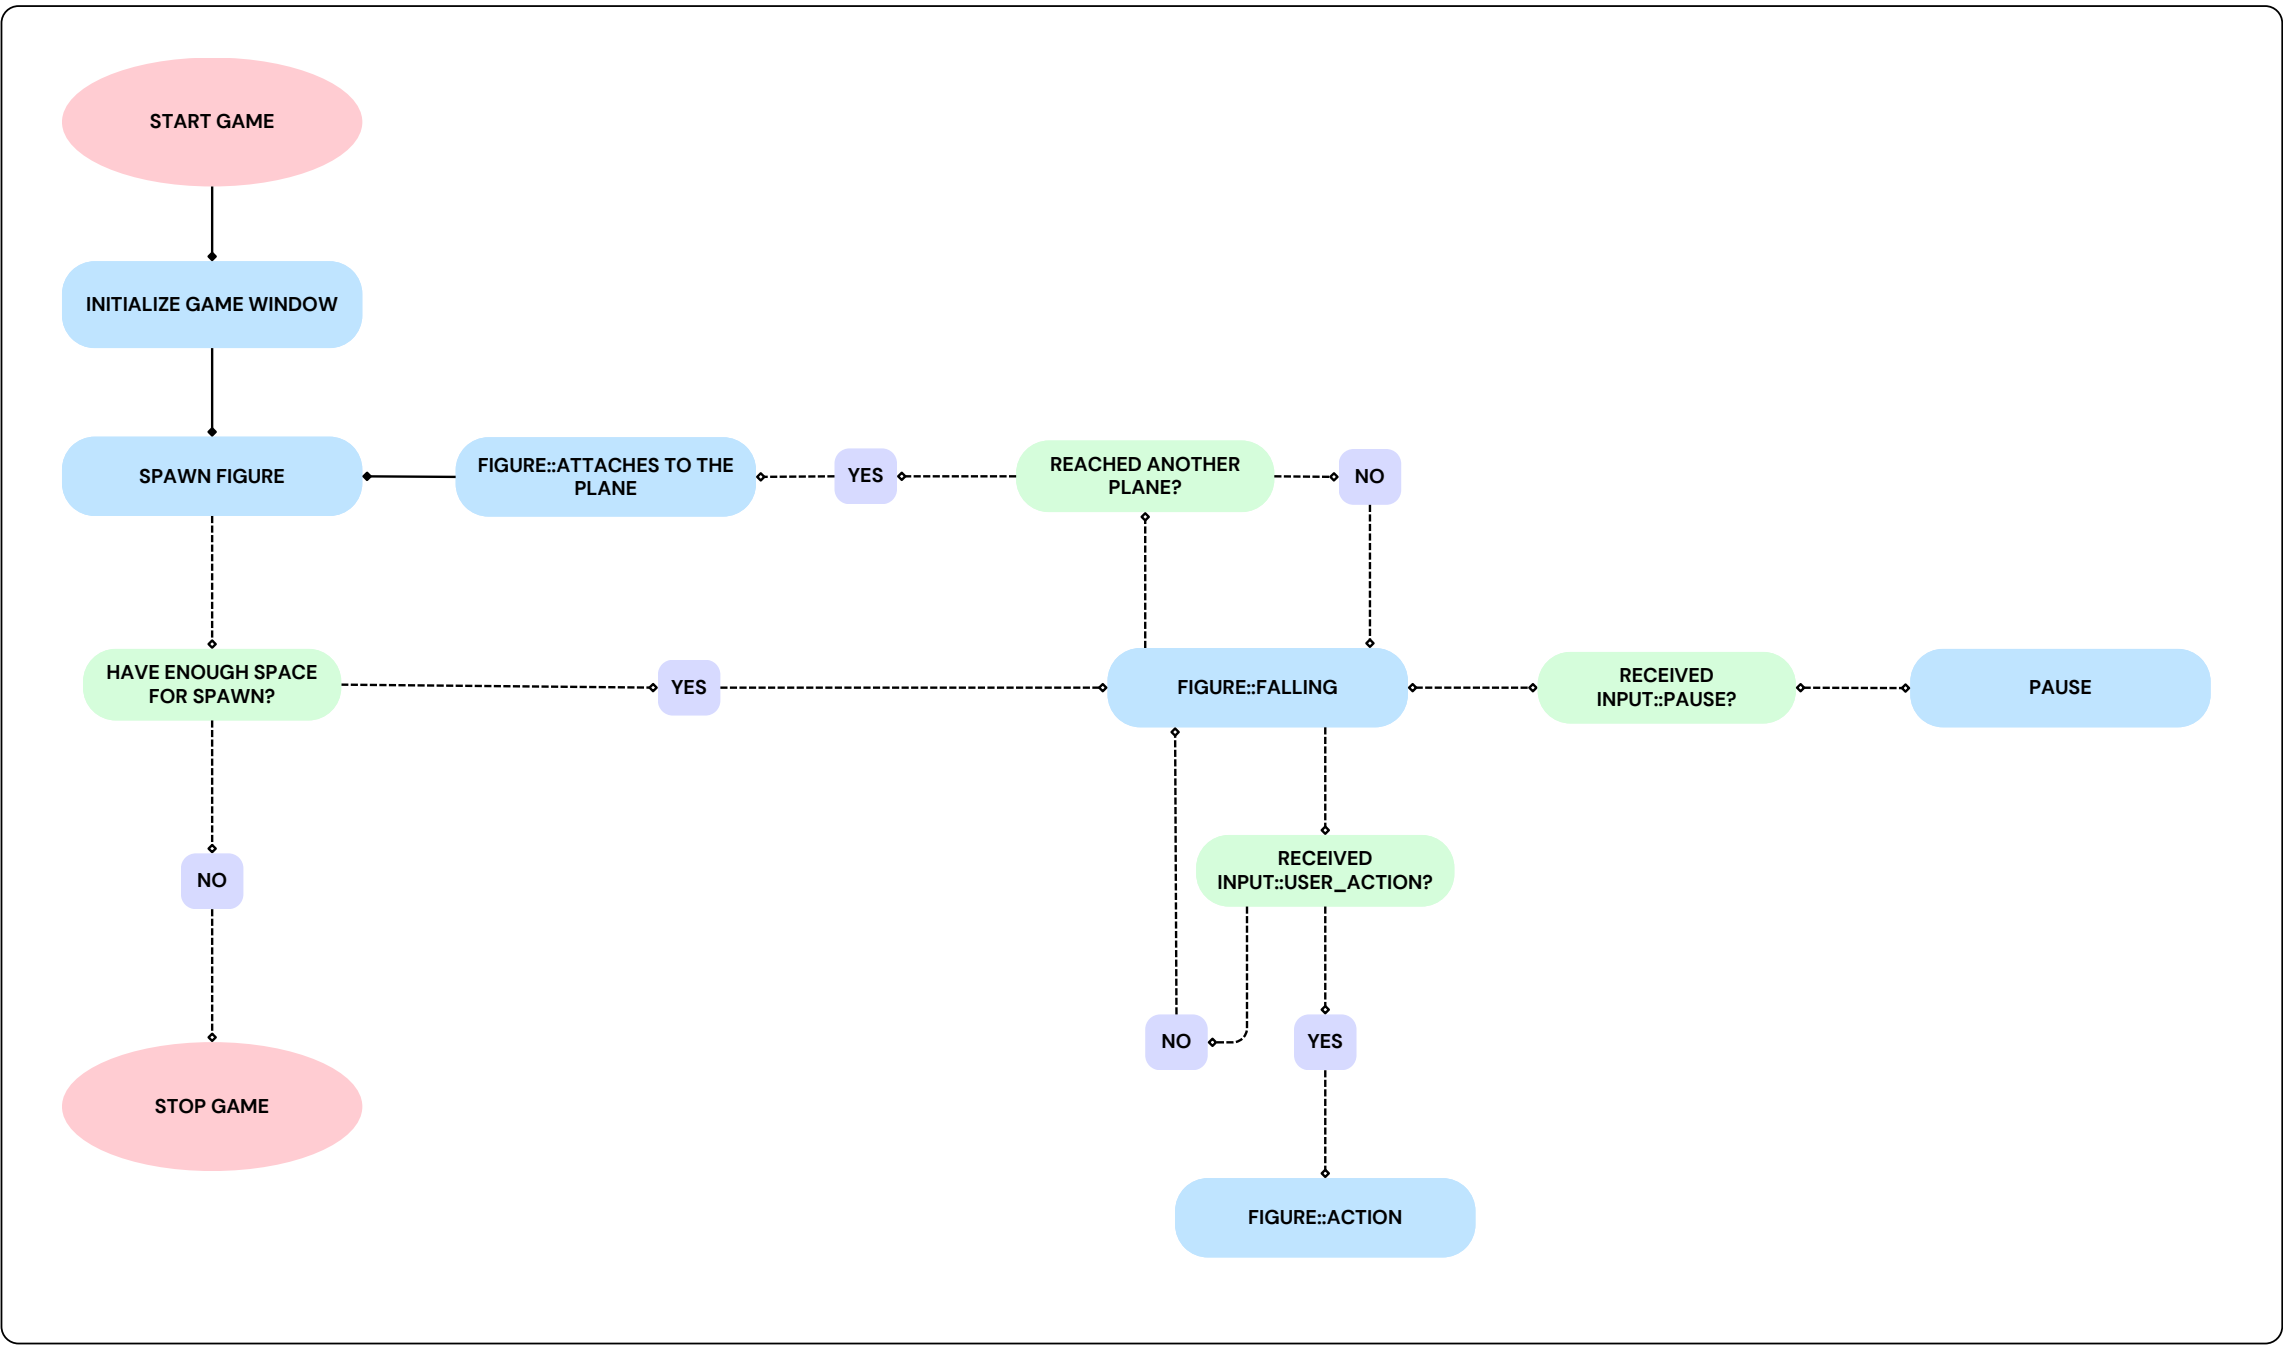 START GAME
INITIALIZE GAME WINDOW
SPAWN FIGURE
FIGURE::ATTACHES TO THE
PLANE
YES
REACHED ANOTHER
PLANE?
NO
HAVE ENOUGH SPACE
FOR SPAWN?
YES
FIGURE::FALLING
RECEIVED
INPUT::PAUSE?
PAUSE
NO
RECEIVED
INPUT::USER_ACTION?
NO
YES
STOP GAME
FIGURE::ACTION